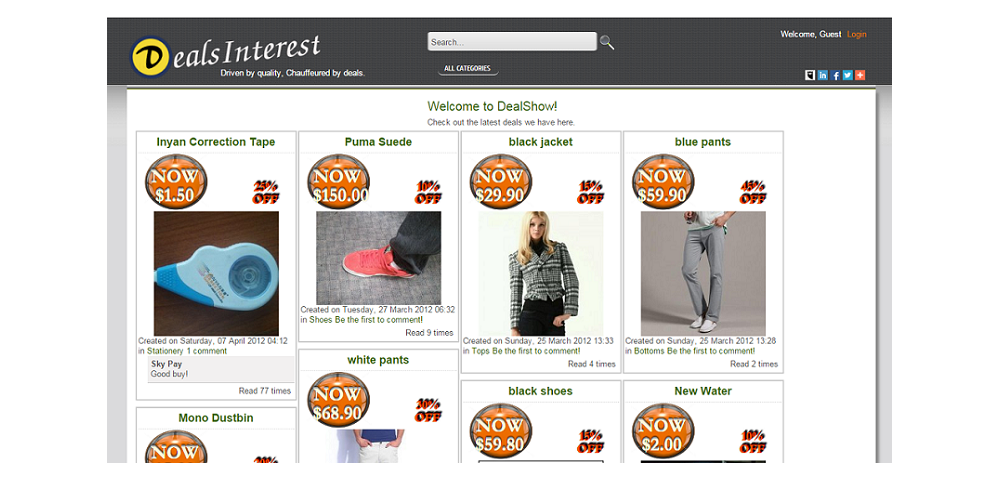 DealsInterest
Driven by quality, Chauffeured by deals.
Search...
ALL CATEGORIES
Welcome, Guest Login
Welcome to DealShow!
Check out the latest deals we have here.
Inyan Correction Tape
NOW
$1.50
25%
OFF
Created on Saturday, 07 April 2012 04:12
in Stationery 1 comment
Sky Pay
Good buy!
Read 77 times
Mono Dustbin
NOW
20%
Puma Suede
NOW
$150.00
10%
OFF
Created on Tuesday, 27 March 2012 06:32
in Shoes Be the first to comment!
Read 9 times
white pants
NOW
$68.90
30%
OFF
black jacket
NOW
$29.90
15%
OFF
Created on Sunday, 25 March 2012 13:33
in Tops Be the first to comment!
Read 4 times
black shoes
NOW
$59.80
15%
OFF
blue pants
NOW
$59.90
45%
OFF
Created on Sunday, 25 March 2012 13:28
in Bottoms Be the first to comment!
Read 2 times
New Water
NOW
$2.00
10%
OFF